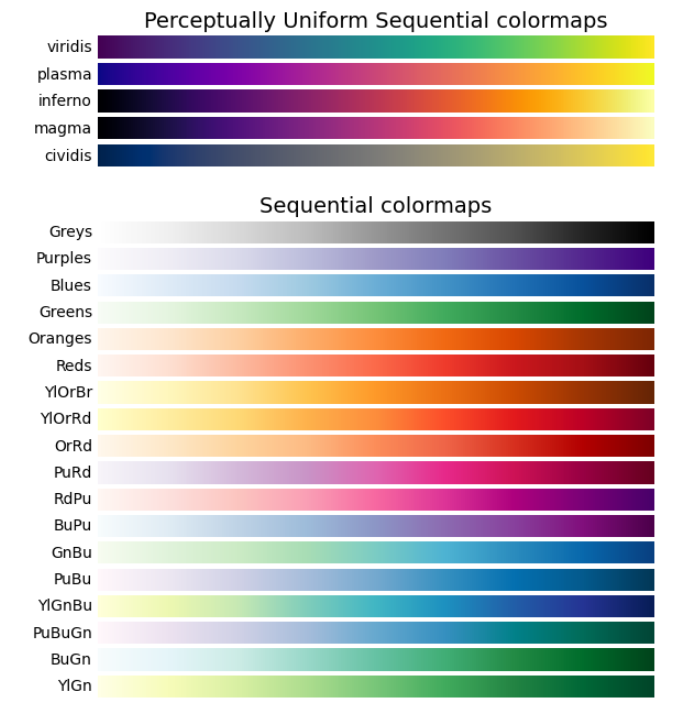 Perceptually Uniform Sequential colormaps
viridis
plasma
inferno
magma
cividis
Sequential colormaps
Greys
Purples
Blues
Greens
Oranges
Reds
YlOrBr
YlOrRd
OrRd
PuRd
RdPu
BuPu
GnBu
PuBu
YlGnBu
PuBuGn
BuGn
YlGn